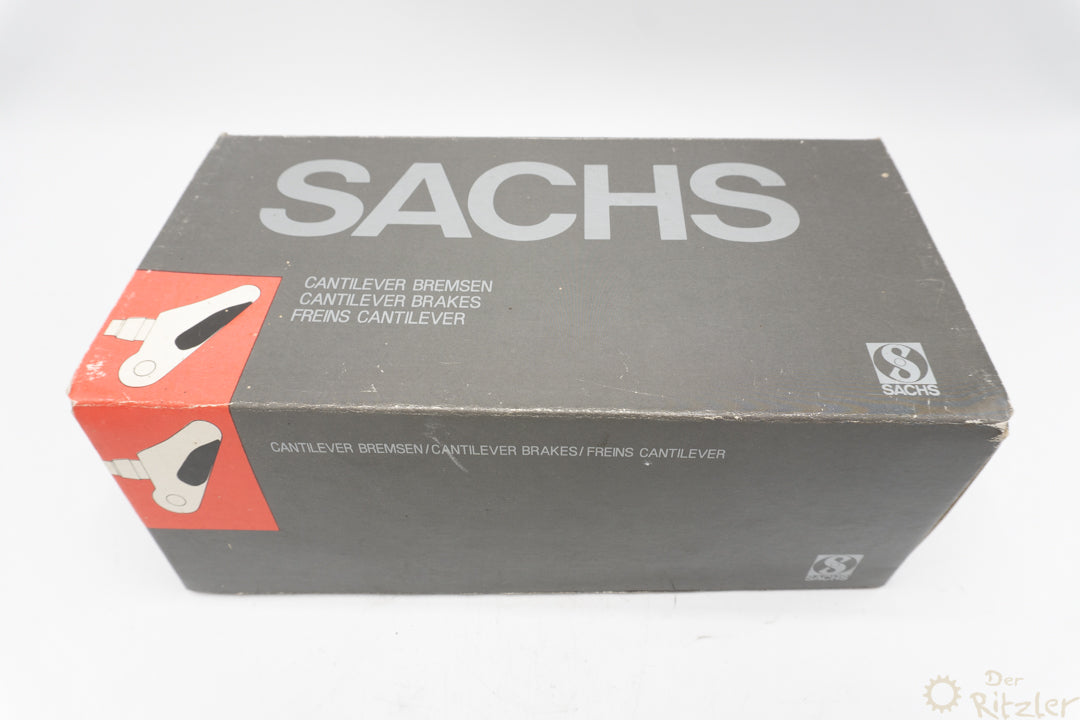 SACHS
CANTILEVER BREMSEN
CANTILEVER BRAKES
FREINS CANTILEVER
SACHS
CANTILEVER BREMSEN/CANTILEVER BRAKES/FREINS CANTILEVER
SACHS
Der
Ritzler